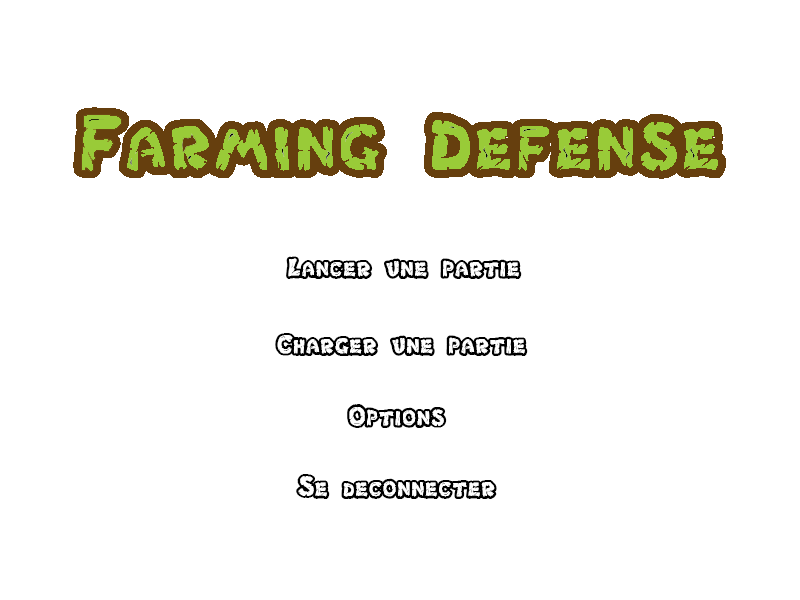 Farming Defense
Lancer une partie
Charger une partie
Options
Se deconnecter